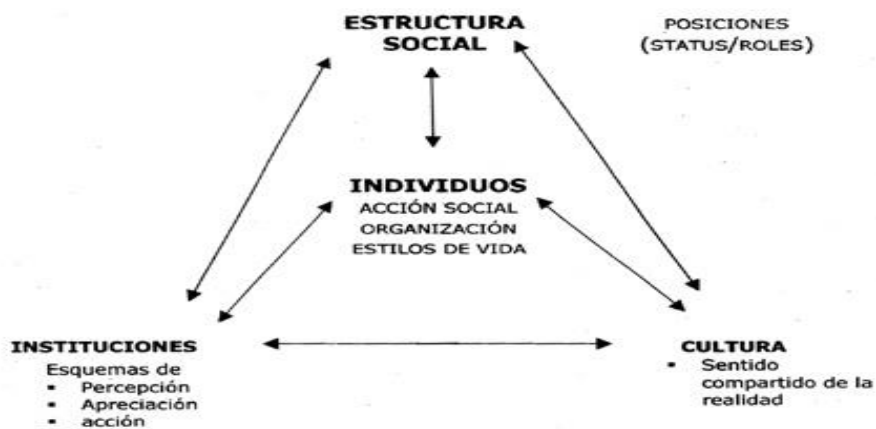 ESTRUCTURA
SOCIAL
POSICIONES
(STATUS/ROLES)
INDIVIDUOS
ACCIÓN SOCIAL
ORGANIZACIÓN
ESTILOS DE VIDA
INSTITUCIONES
Esquemas de
▪ Percepción
▪ Apreciación
▪ acción
CULTURA
▪ Sentido
compartido de la
realidad